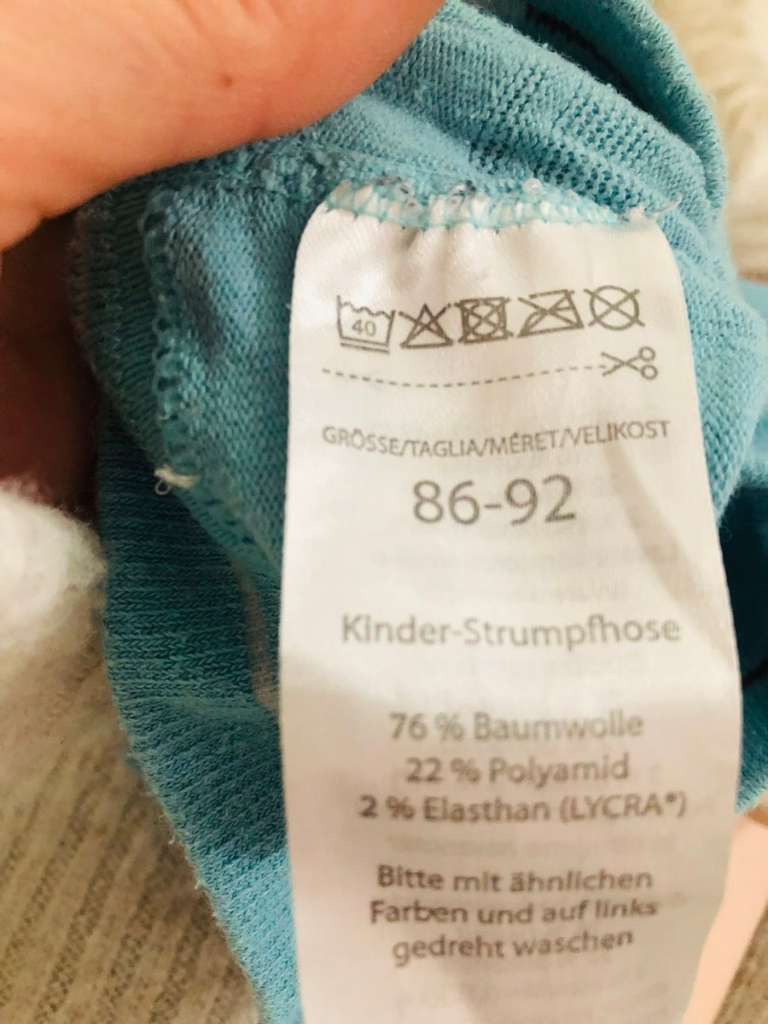 40
GRÖSSE/TAGLIA/MÉRET/VELIKOST
86-92
Kinder-Strumpfhose
76 % Baumwolle
22 % Polyamid
2 % Elasthan (LYCRA®)
Bitte mit ähnlichen
Farben und auf links
gedreht waschen